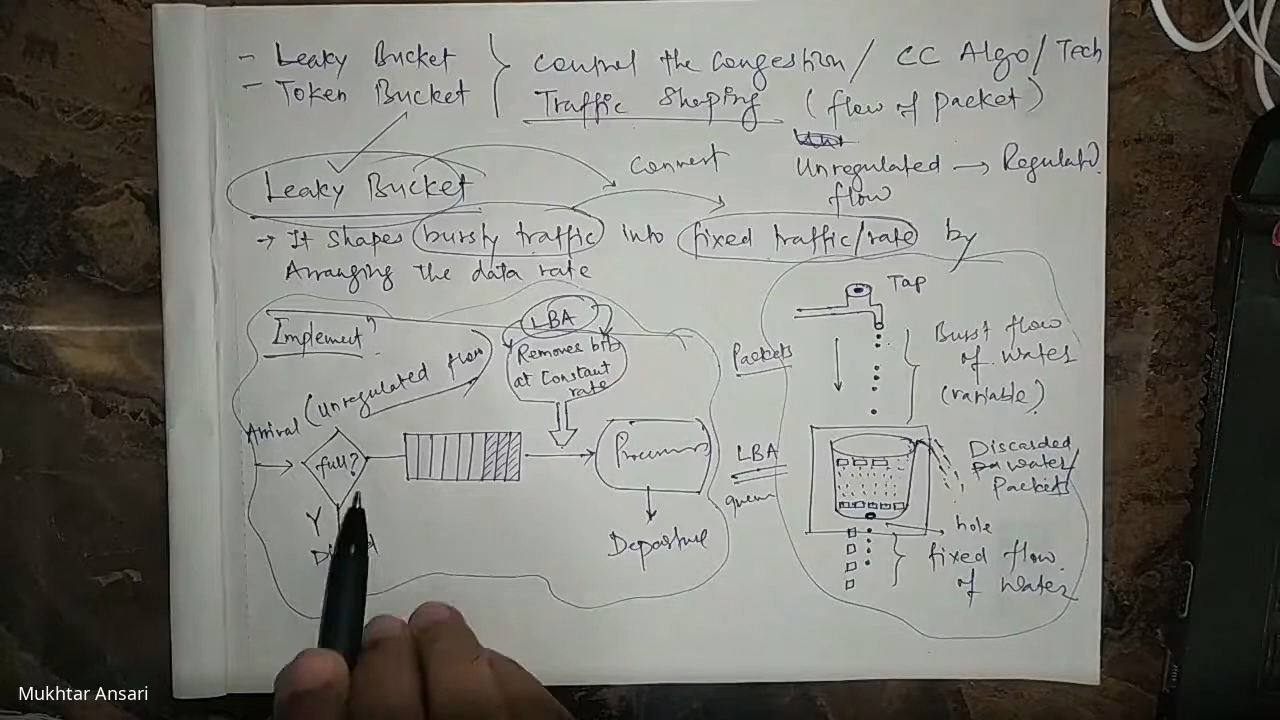 - Leaky Bucket
- Token Bucket
control the congestion / CC Algo/Tech
Traffic Shaping (flow of packet)
Convert
Unregulated → Regulated
flow
Leaky Bucket
→ It Shapes bursty traffic into fixed traffic/rate by
Arranging the data rate
Implement
(Unregulated flow)
LBA
Removes
at Constant
rate
Arrival
full?
Y
Departure
Tap
Packets
Burst flow
of water
(variable)
LBA
queue
Discarded
water/
Packets
hole
fixed flow
of water
Mukhtar Ansari